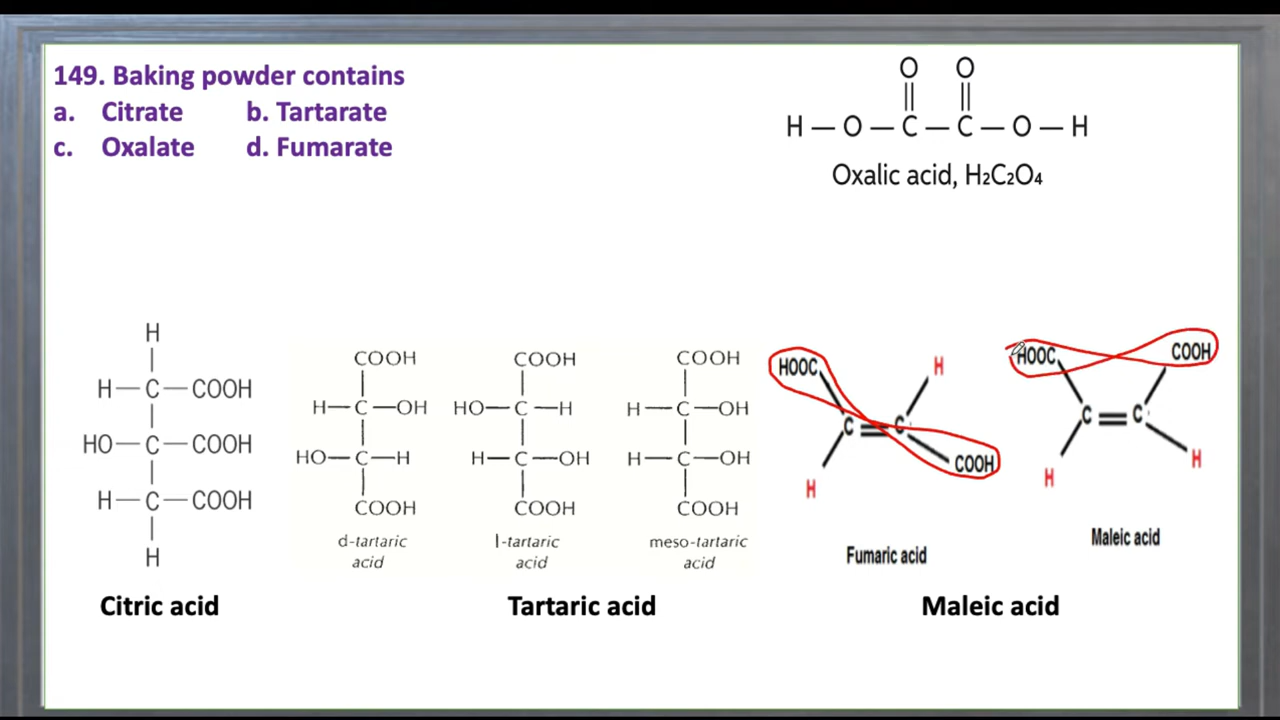 149. Baking powder contains
a. Citrate b. Tartarate
c. Oxalate d. Fumarate
O O
H — O — C — C — O — H
Oxalic acid, H₂C₂O₄
H
H—C—COOH
HO—C—COOH
H—C—COOH
H
Citric acid
COOH
H—C—OH
HO—C—H
COOH
d-tartaric
acid
COOH
HO—C—H
H—C—OH
COOH
l-tartaric
acid
COOH
H—C—OH
H—C—OH
COOH
meso-tartaric
acid
Tartaric acid
HOOC H
C=C
H COOH
Fumaric acid
HOOC COOH
C=C
H H
Maleic acid
Maleic acid